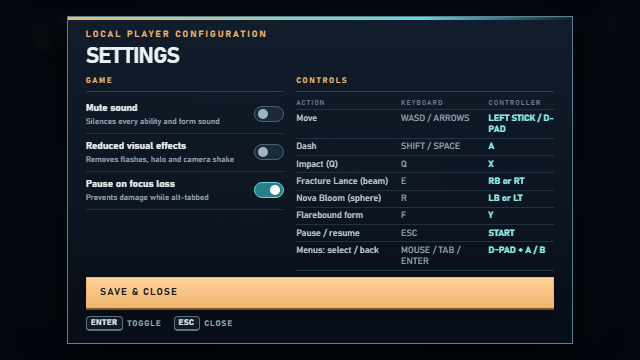 LOCAL PLAYER CONFIGURATION
SETTINGS
GAME
Mute sound
Silences every ability and form sound
Reduced visual effects
Removes flashes, halo and camera shake
Pause on focus loss
Prevents damage while alt-tabbed
CONTROLS
ACTION KEYBOARD CONTROLLER
Move WASD / ARROWS LEFT STICK / D-
PAD
Dash SHIFT / SPACE A
Impact (Q) Q X
Fracture Lance (beam) E RB or RT
Nova Bloom (sphere) R LB or LT
Flarebound form F Y
Pause / resume ESC START
Menus: select / back MOUSE / TAB / D-PAD + A / B
ENTER
SAVE & CLOSE
ENTER TOGGLE ESC CLOSE